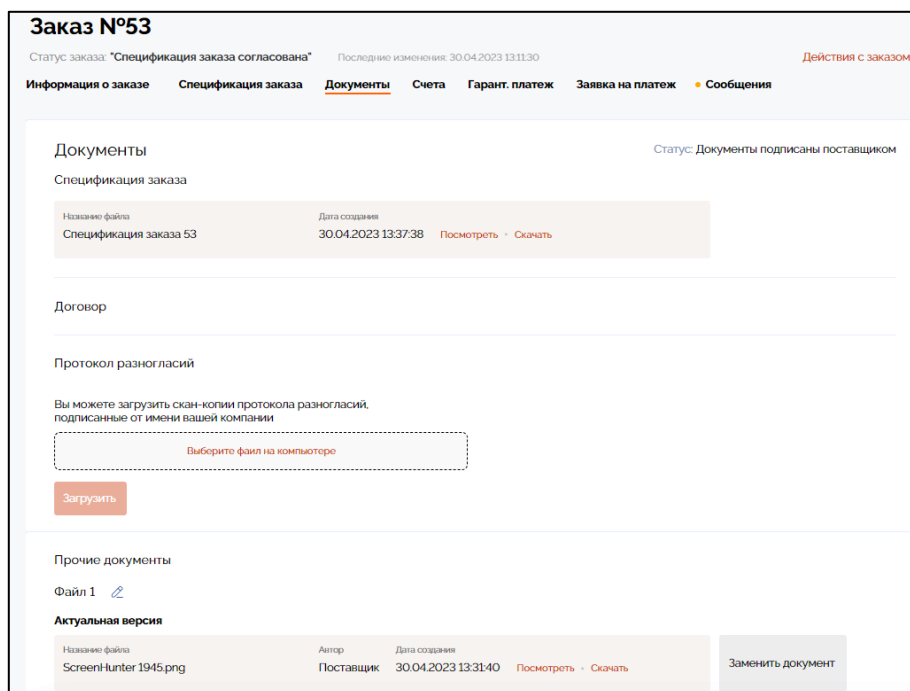 Заказ №53
Статус заказа: "Спецификация заказа согласована" Последние изменения: 30.04.2023 13:11:30 Действия с заказом
Информация о заказе Спецификация заказа Документы Счета Гарант. платеж Заявка на платеж Сообщения
Документы Статус: Документы подписаны поставщиком
Спецификация заказа
Название файла Дата создания
Спецификация заказа 53 30.04.2023 13:37:38 Посмотреть Скачать
Договор
Протокол разногласий
Вы можете загрузить скан-копии протокола разногласий,
подписанные от имени вашей компании
Выберите файл на компьютере
Загрузить
Прочие документы
Файл 1
Актуальная версия
Название файла Автор Дата создания
ScreenHunter 1945.png Поставщик 30.04.2023 13:31:40 Посмотреть Скачать Заменить документ